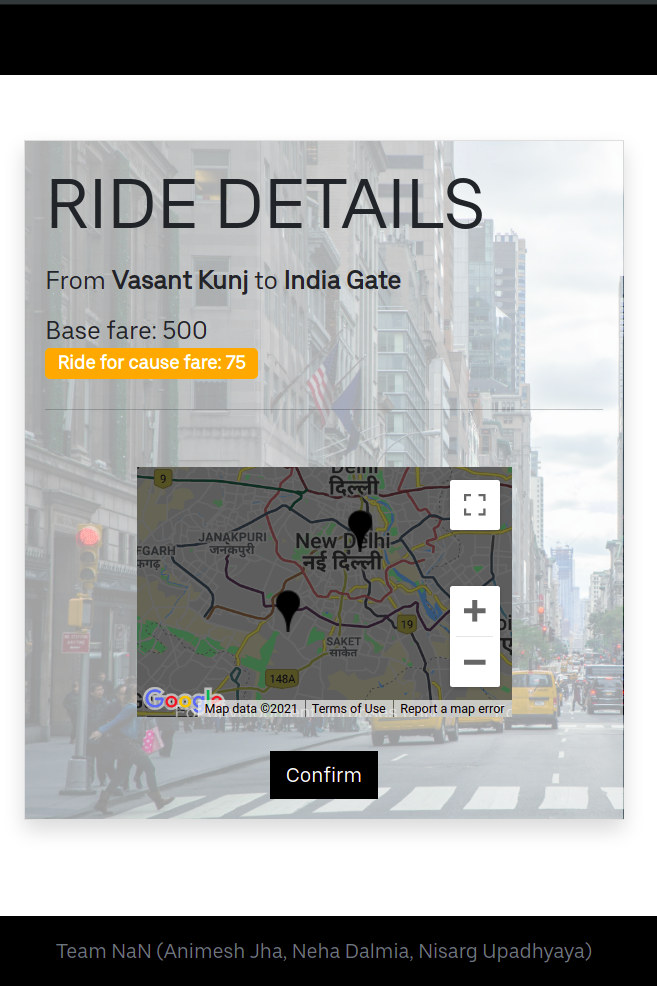 RIDE DETAILS
From Vasant Kunj to India Gate
Base fare: 500
Ride for cause fare: 75
9
Delhi
दिल्ली
JANAKPURI
जनकपुरी
New Delhi
नई दिल्ली
FGARH
कगढ़
19
SAKET
साकेत
148A
Google
Map data ©2021
Terms of Use
Report a map error
Confirm
Team NaN (Animesh Jha, Neha Dalmia, Nisarg Upadhyaya)